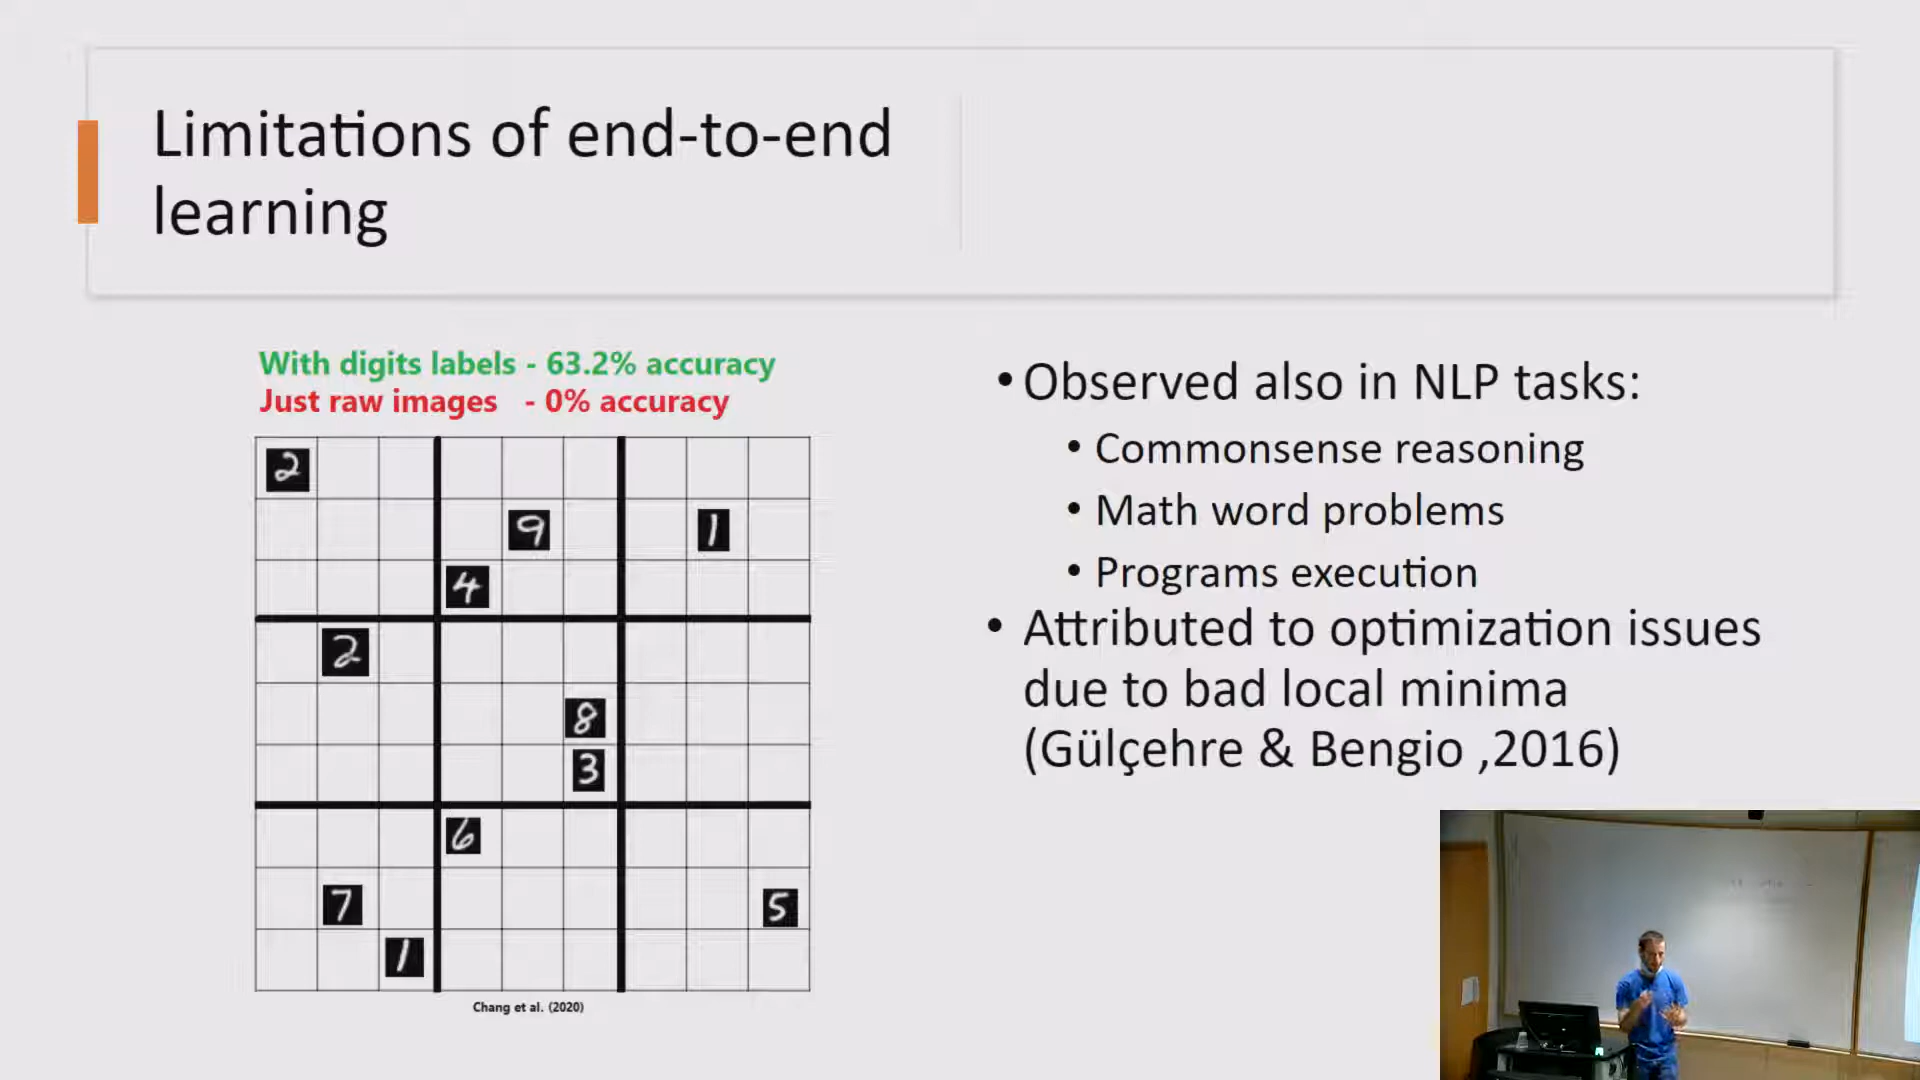 Limitations of end-to-end
learning
With digits labels - 63.2% accuracy
Just raw images - 0% accuracy
2
9 1
4
2
8
3
6
7 5
1
Chang et al. (2020)
• Observed also in NLP tasks:
• Commonsense reasoning
• Math word problems
• Programs execution
• Attributed to optimization issues
due to bad local minima
(Gülçehre & Bengio ,2016)